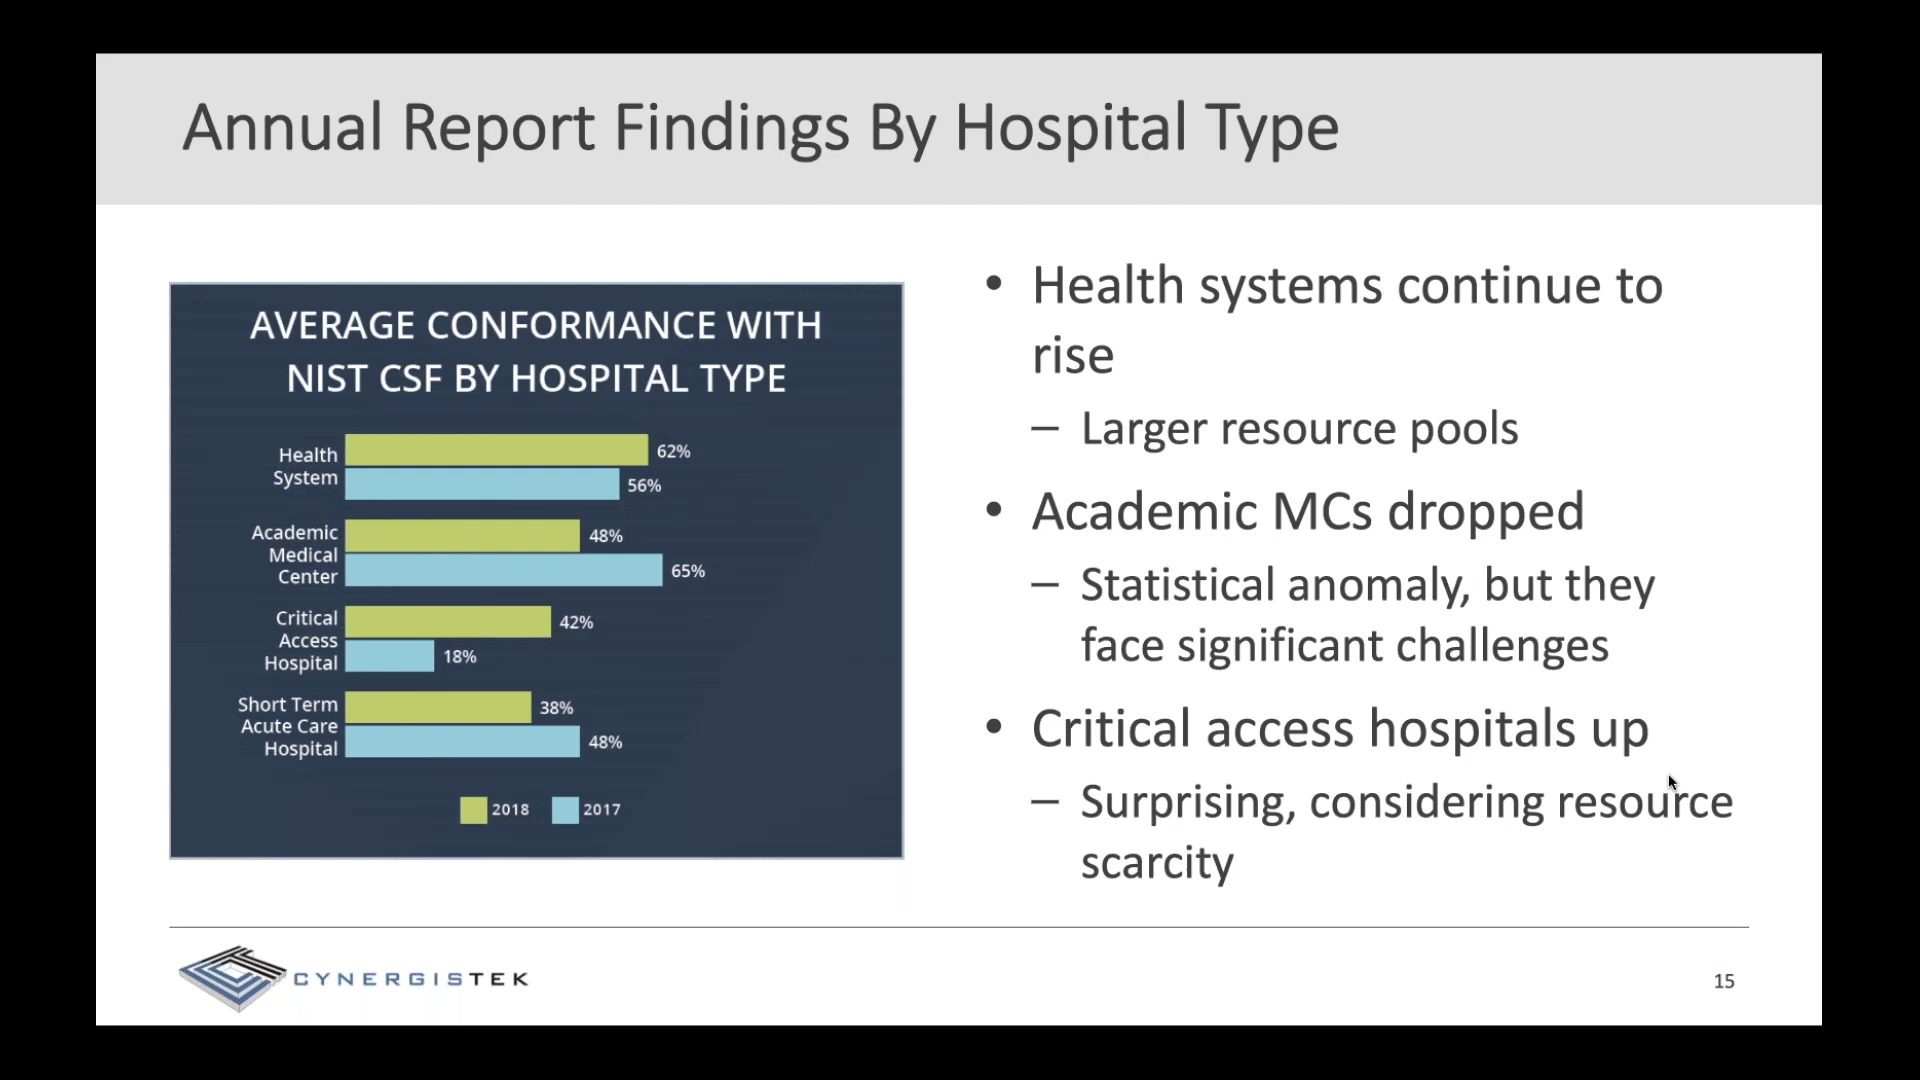 Annual Report Findings By Hospital Type
AVERAGE CONFORMANCE WITH
NIST CSF BY HOSPITAL TYPE
Health
System
62%
56%
Academic
Medical
Center
48%
65%
Critical
Access
Hospital
42%
18%
Short Term
Acute Care
Hospital
38%
48%
2018
2017
• Health systems continue to
rise
– Larger resource pools
• Academic MCs dropped
– Statistical anomaly, but they
face significant challenges
• Critical access hospitals up
– Surprising, considering resource
scarcity
CYNERGISTEK
15